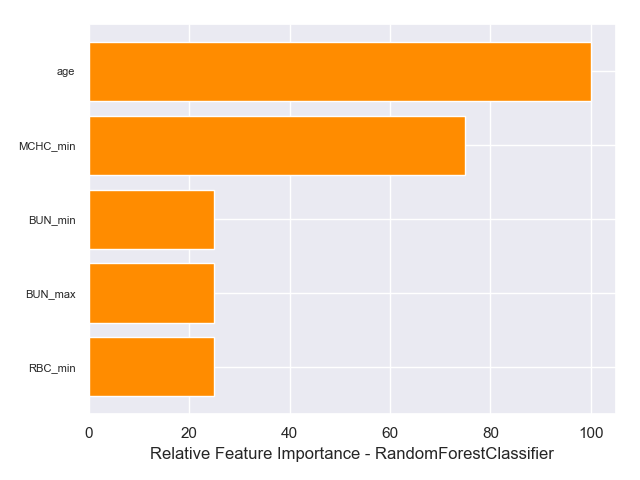 age
MCHC_min
BUN_min
BUN_max
RBC_min
0 20 40 60 80 100
Relative Feature Importance - RandomForestClassifier